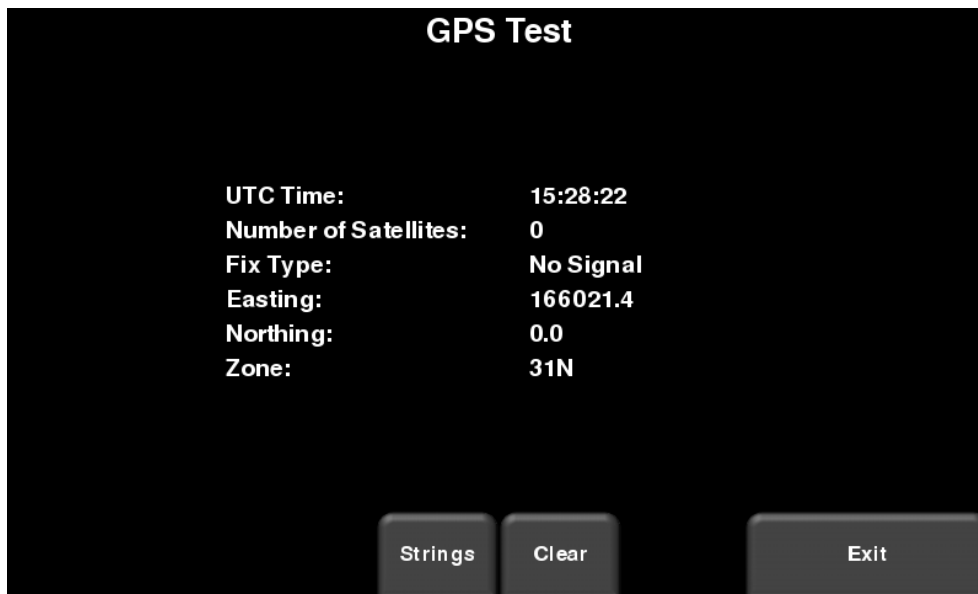 GPS Test
UTC Time: 15:28:22
Number of Satellites: 0
Fix Type: No Signal
Easting: 166021.4
Northing: 0.0
Zone: 31N
Strings Clear Exit